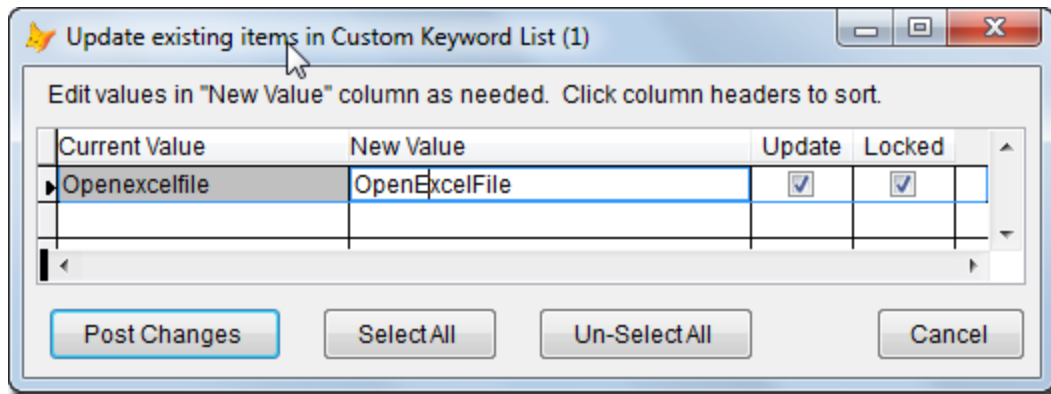 Update existing items in Custom Keyword List (1)
Edit values in "New Value" column as needed. Click column headers to sort.
Current Value New Value Update Locked
Openexcelfile OpenExcelFile
Post Changes Select All Un-Select All Cancel